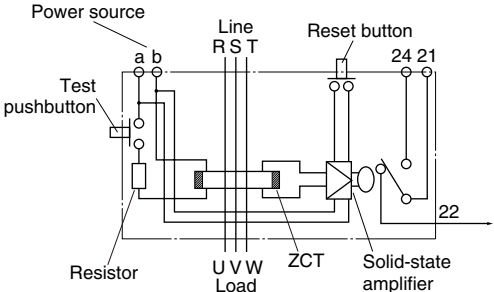 Power source
a b
Line
R S T
Reset button
24 21
Test
pushbutton
22
Resistor
U V W
Load
ZCT
Solid-state
amplifier